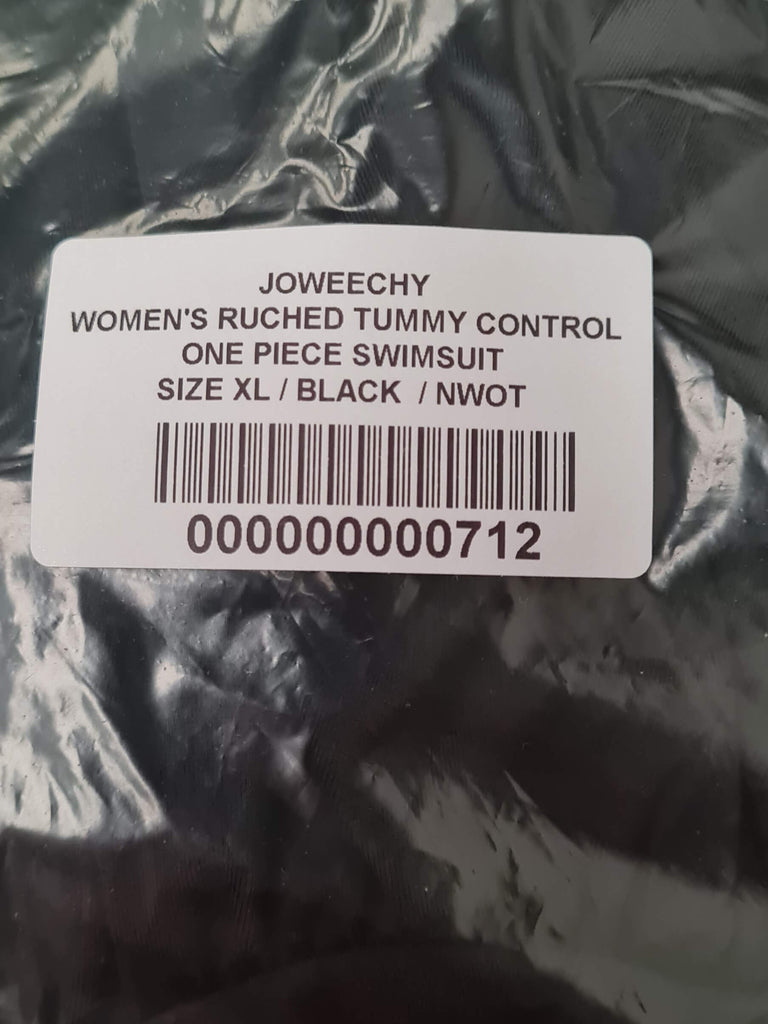 JOWEECHY
WOMEN'S RUCHED TUMMY CONTROL
ONE PIECE SWIMSUIT
SIZE XL / BLACK / NWOT
000000000712